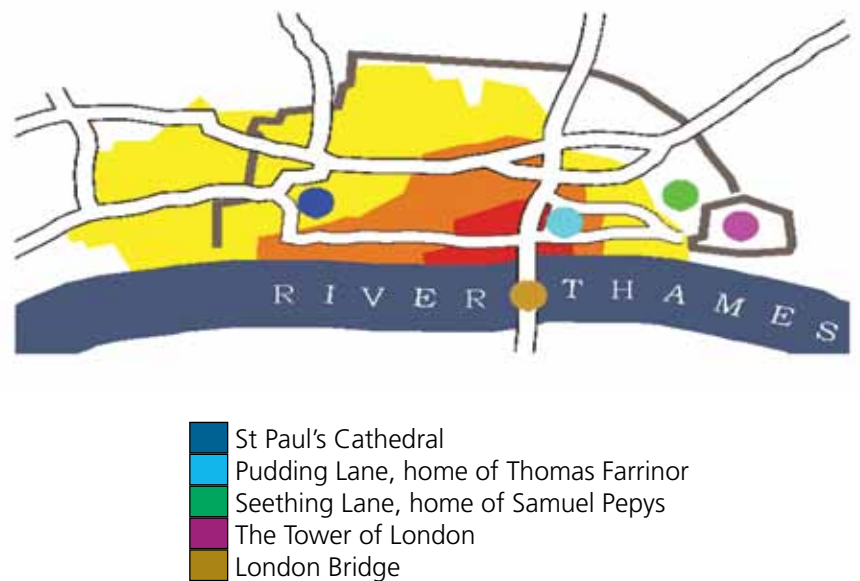 RIVER THAMES
St Paul's Cathedral
Pudding Lane, home of Thomas Farrinor
Seething Lane, home of Samuel Pepys
The Tower of London
London Bridge